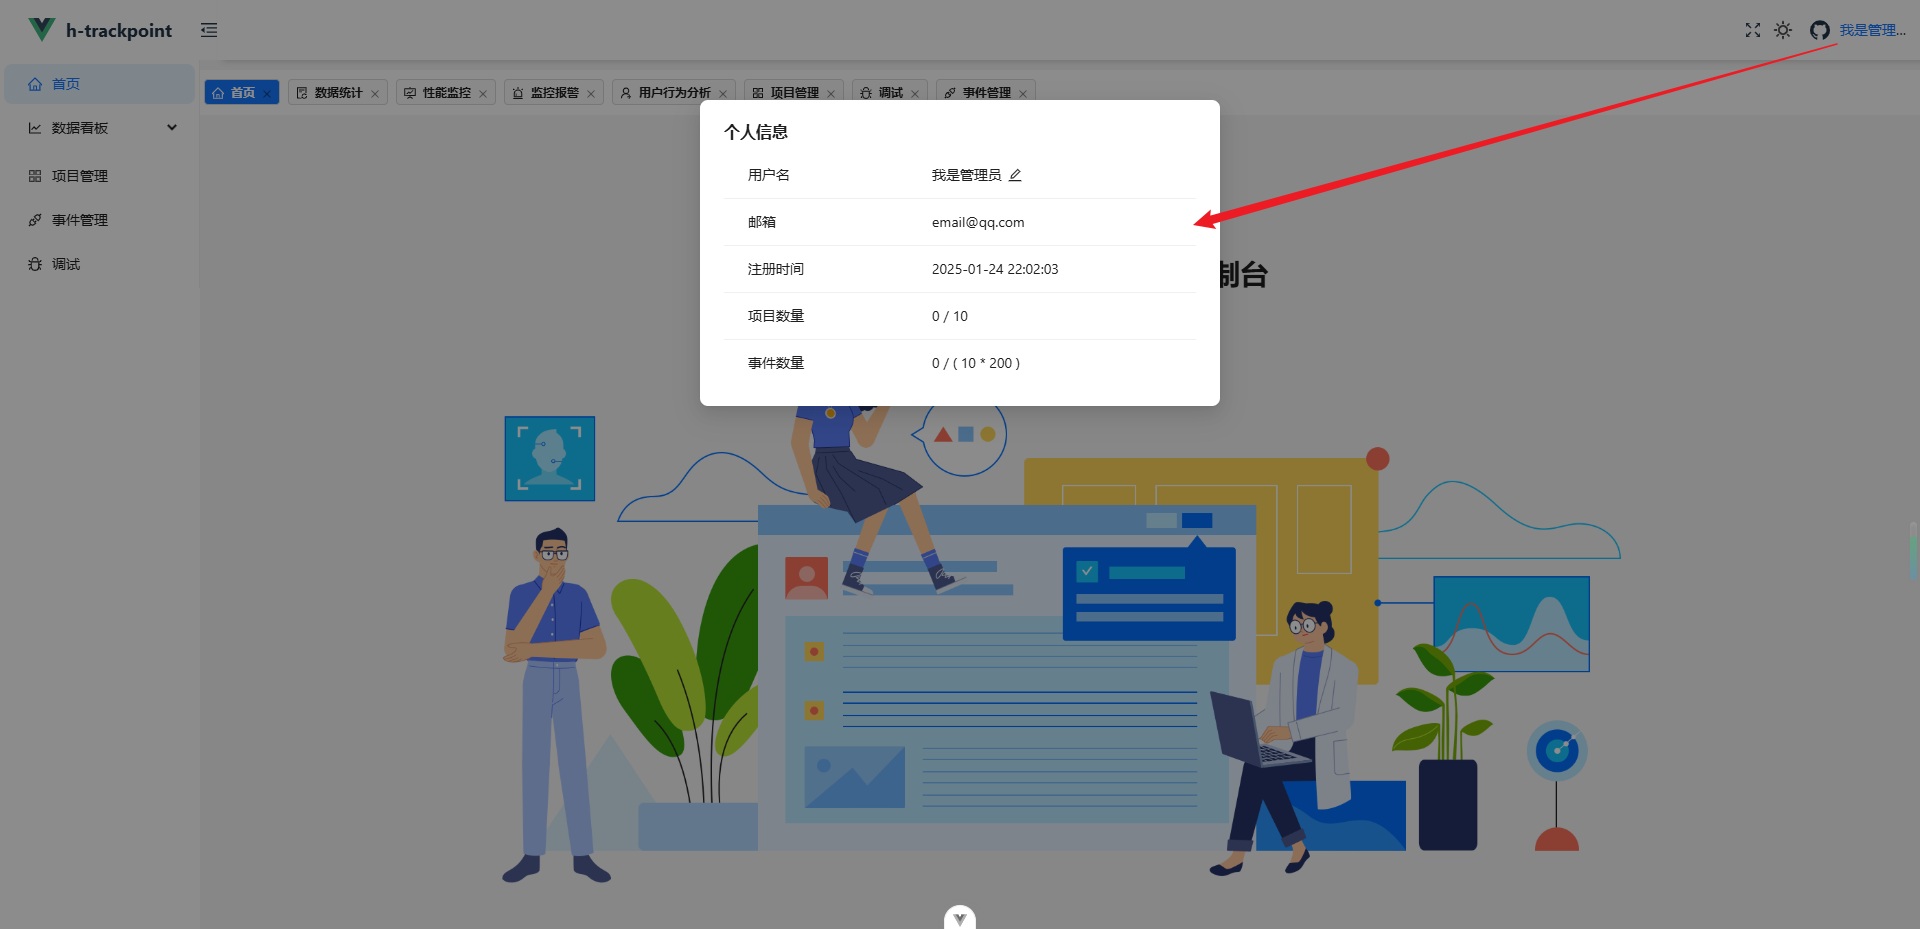 h-trackpoint
我是管理...
首页
数据看板
项目管理
事件管理
调试
首页 数据统计 性能监控 监控报警 用户行为分析 项目管理 调试 事件管理
个人信息
用户名 我是管理员
邮箱 email@qq.com
注册时间 2025-01-24 22:02:03
项目数量 0 / 10
事件数量 0 / ( 10 * 200 )
制台